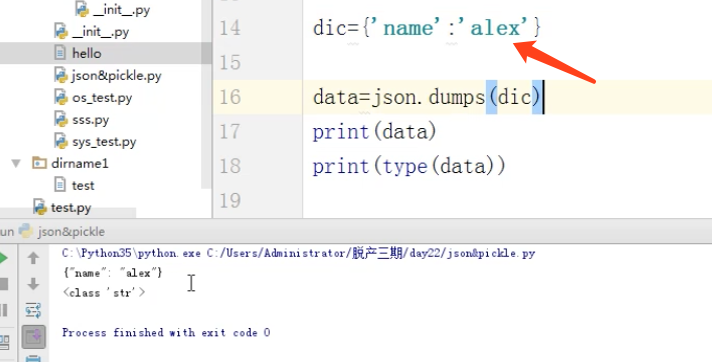 __init__.py
__init__.py
hello
json&pickle.py
os_test.py
sss.py
sys_test.py
dirname1
test
test.py
14 dic={'name':'alex'}
15
16 data=json.dumps(dic)
17 print(data)
18 print(type(data))
19
un json&pickle
C:\Python35\python.exe C:/Users/Administrator/脱产三期/day22/json&pickle.py
{"name": "alex"}
<class 'str'>
Process finished with exit code 0